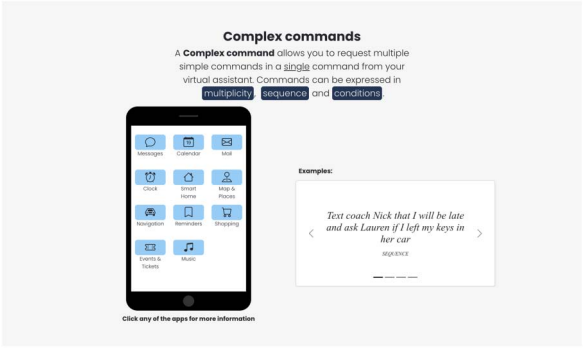 Complex commands
A Complex command allows you to request multiple
simple commands in a single command from your
virtual assistant. Commands can be expressed in
multiplicity, sequence and conditions.
Messages Calendar Mail
Clock Smart Home Map & Places
Navigation Reminders Shopping
Events & Tickets Music
Click any of the apps for more information
Examples:
Text coach Nick that I will be late
and ask Lauren if I left my keys in
her car
SEQUENCE